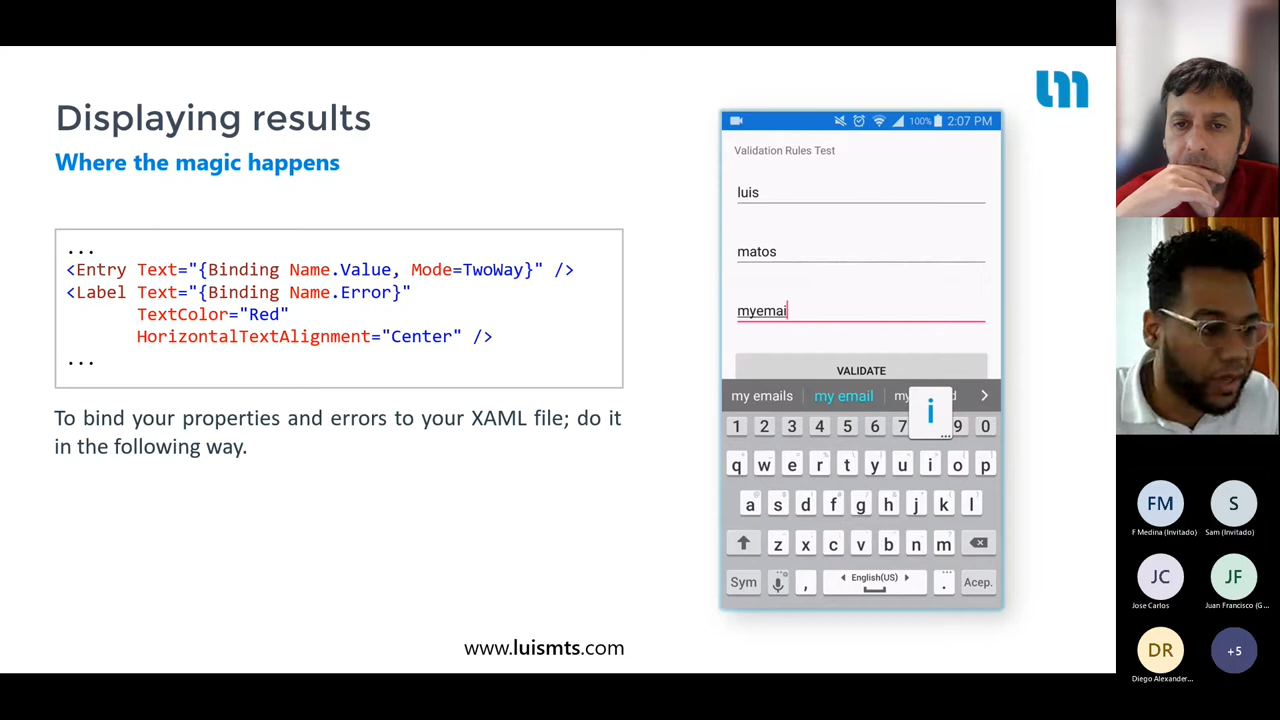 Displaying results
Where the magic happens
...
<Entry Text="{Binding Name.Value, Mode=TwoWay}" />
<Label Text="{Binding Name.Error}"
TextColor="Red"
HorizontalTextAlignment="Center" />
...
To bind your properties and errors to your XAML file; do it
in the following way.
www.luismts.com
lm
100% 2:07 PM
Validation Rules Test
luis
matos
myemai
VALIDATE
my emails my email
i
...
1 2 3 4 5 6 7 9 0
q w e r t y u i o p
a s d f g h j k l
z x c v b n m
Sym , English(US) . Acep.
FM S
F Medina (Invitado) Sam (Invitado)
JC JF
Jose Carlos Juan Francisco (G...
DR +5
Diego Alexander...